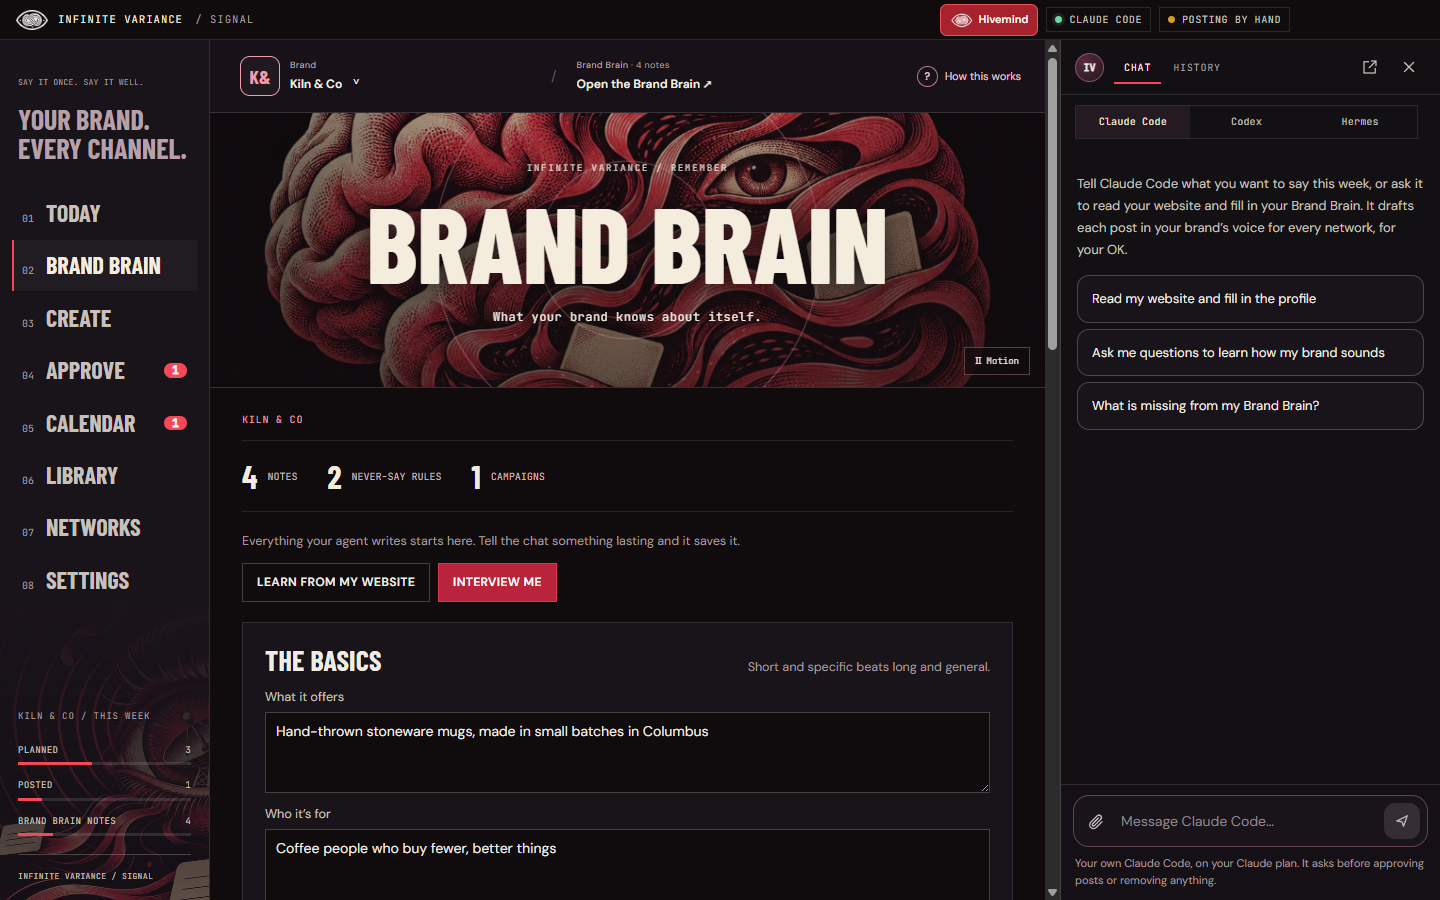 INFINITE VARIANCE / SIGNAL
Hivemind
CLAUDE CODE
POSTING BY HAND
SAY IT ONCE. SAY IT WELL.
YOUR BRAND.
EVERY CHANNEL.
01 TODAY
02 BRAND BRAIN
03 CREATE
04 APPROVE 1
05 CALENDAR 1
06 LIBRARY
07 NETWORKS
08 SETTINGS
KILN & CO / THIS WEEK
PLANNED 3
POSTED 1
BRAND BRAIN NOTES 4
INFINITE VARIANCE / SIGNAL
K&
Brand
Kiln & Co
/
Brand Brain · 4 notes
Open the Brand Brain ↗
? How this works
INFINITE VARIANCE / REMEMBER
BRAND BRAIN
What your brand knows about itself.
Motion
KILN & CO
4 NOTES 2 NEVER-SAY RULES 1 CAMPAIGNS
Everything your agent writes starts here. Tell the chat something lasting and it saves it.
LEARN FROM MY WEBSITE
INTERVIEW ME
THE BASICS
Short and specific beats long and general.
What it offers
Hand-thrown stoneware mugs, made in small batches in Columbus
Who it's for
Coffee people who buy fewer, better things
IV
CHAT
HISTORY
Claude Code
Codex
Hermes
Tell Claude Code what you want to say this week, or ask it
to read your website and fill in your Brand Brain. It drafts
each post in your brand's voice for every network, for
your OK.
Read my website and fill in the profile
Ask me questions to learn how my brand sounds
What is missing from my Brand Brain?
Message Claude Code...
Your own Claude Code, on your Claude plan. It asks before approving
posts or removing anything.